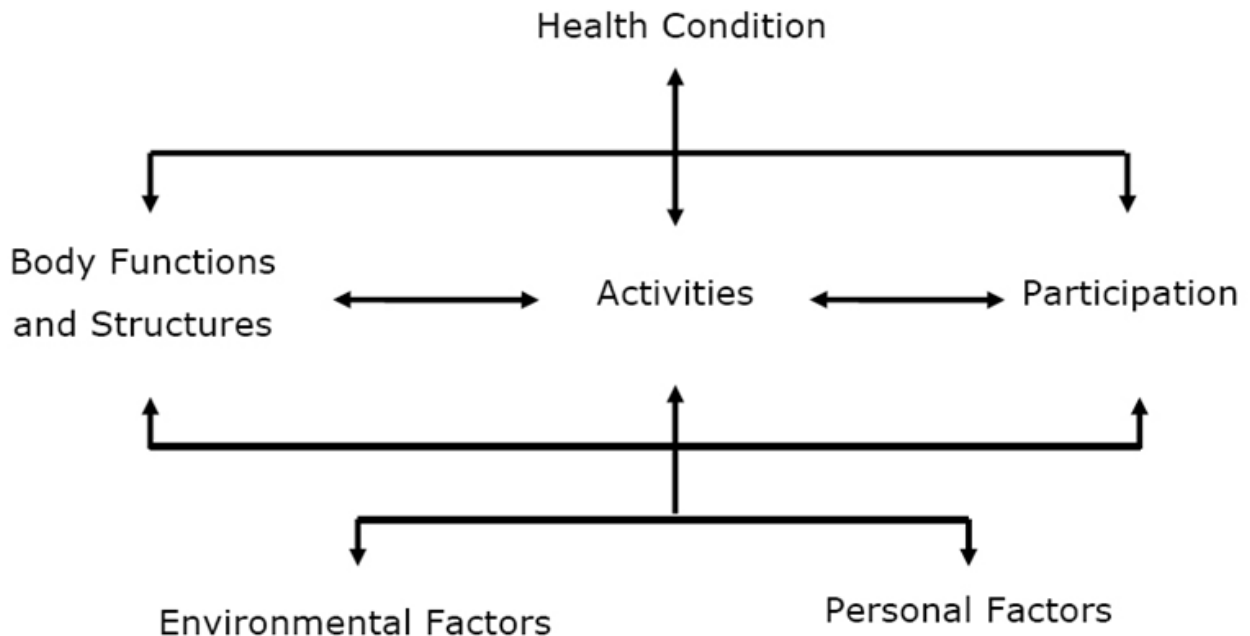 Health Condition
Body Functions
and Structures
Activities
Participation
Environmental Factors
Personal Factors